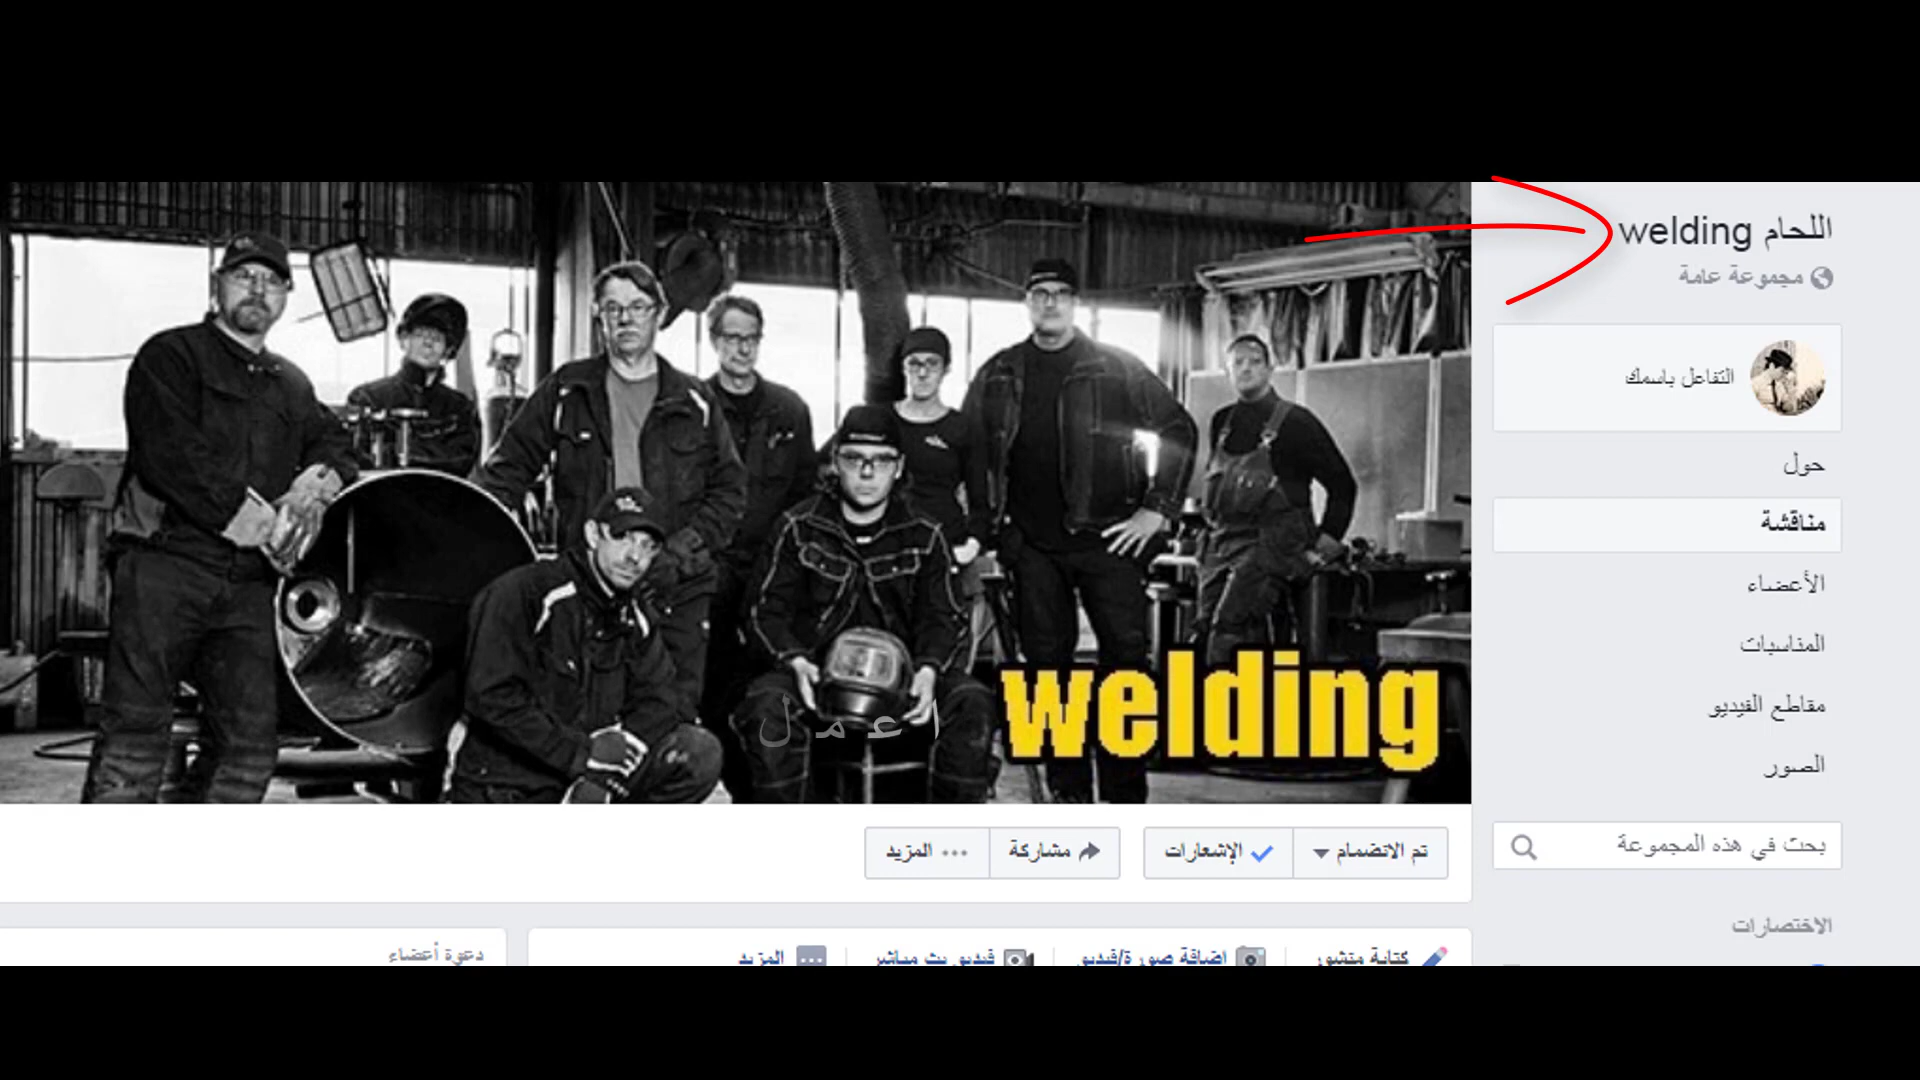 اللحام welding
مجموعة عامة
التفاعل باسمك
حول
مناقشة
الأعضاء
المناسبات
مقاطع الفيديو
الصور
بحث في هذه المجموعة
الاختصارات
welding
اعمل
تم الانضمام
الإشعارات
مشاركة
المزيد
كتابة منشور
إضافة صورة/فيديو
فيديو بث مباشر
المزيد
دعوة أعضاء